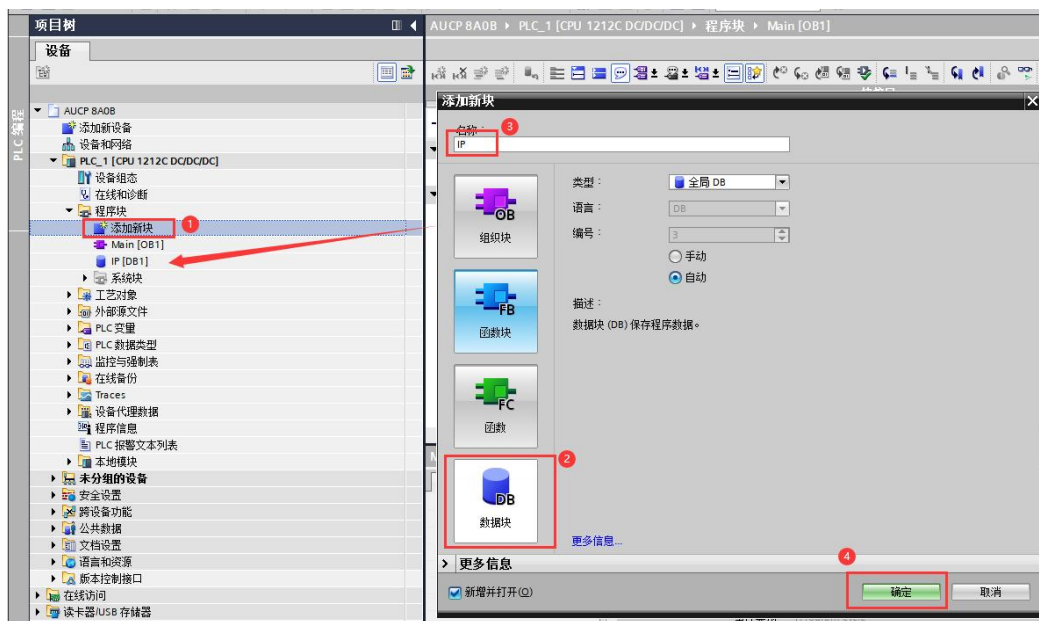 项目树
AUCP 8A0B ▸ PLC_1 [CPU 1212C DC/DC/DC] ▸ 程序块 ▸ Main [OB1]
设备
PLC 编程
AUCP 8A0B
添加新设备
设备和网络
PLC_1 [CPU 1212C DC/DC/DC]
设备组态
在线和诊断
程序块
添加新块
1
Main [OB1]
IP [DB1]
系统块
工艺对象
外部源文件
PLC 变量
PLC 数据类型
监控与强制表
在线备份
Traces
设备代理数据
程序信息
PLC 报警文本列表
本地模块
未分组的设备
安全设置
跨设备功能
公共数据
文档设置
语言和资源
版本控制接口
在线访问
读卡器/USB 存储器
添加新块
名称：
3
IP
OB
组织块
FB
函数块
FC
函数
2
DB
数据块
类型：
全局 DB
语言：
DB
编号：
3
手动
自动
描述：
数据块 (DB) 保存程序数据。
更多信息...
更多信息
4
新增并打开(O)
确定
取消